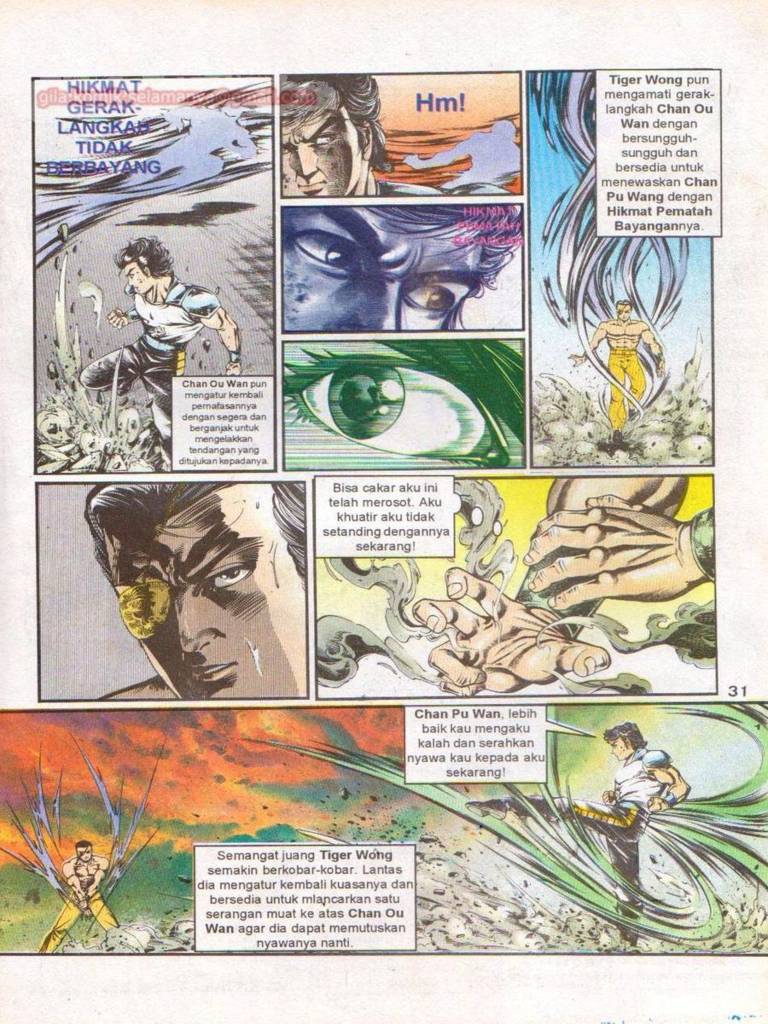 HIKMAT
GERAK-
LANGKAH
TIDAK
BERBAYANG
Chan Ou Wan pun
mengatur kembali
pernafasannya
dengan segera dan
berganjak untuk
mengelakkan
tendangan yang
ditujukan kepadanya.
Hm!
HIKMAT
PEMATAH
BAYANGAN
Tiger Wong pun
mengamati gerak-
langkah Chan Ou
Wan dengan
bersungguh-
sungguh dan
bersedia untuk
menewaskan Chan
Pu Wang dengan
Hikmat Pematah
Bayangannya.
Bisa cakar aku ini
telah merosot. Aku
khuatir aku tidak
setanding dengannya
sekarang!
31
Chan Pu Wan, lebih
baik kau mengaku
kalah dan serahkan
nyawa kau kepada aku
sekarang!
Semangat juang Tiger Wong
semakin berkobar-kobar. Lantas
dia mengatur kembali kuasanya dan
bersedia untuk mlancarkan satu
serangan muat ke atas Chan Ou
Wan agar dia dapat memutuskan
nyawanya nanti.